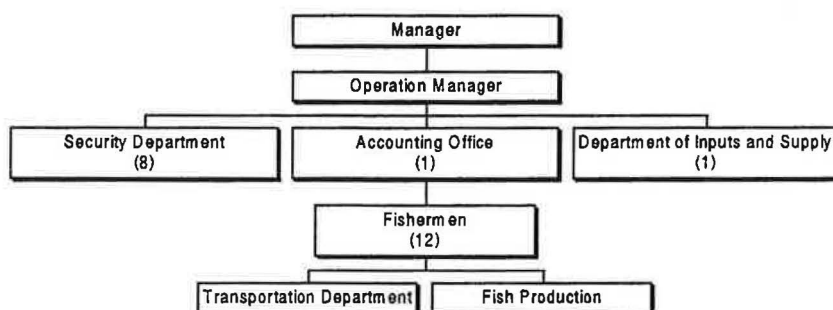 Manager
Operation Manager
Security Department
(8)
Accounting Office
(1)
Department of Inputs and Supply
(1)
Fishermen
(12)
Transportation Department
Fish Production